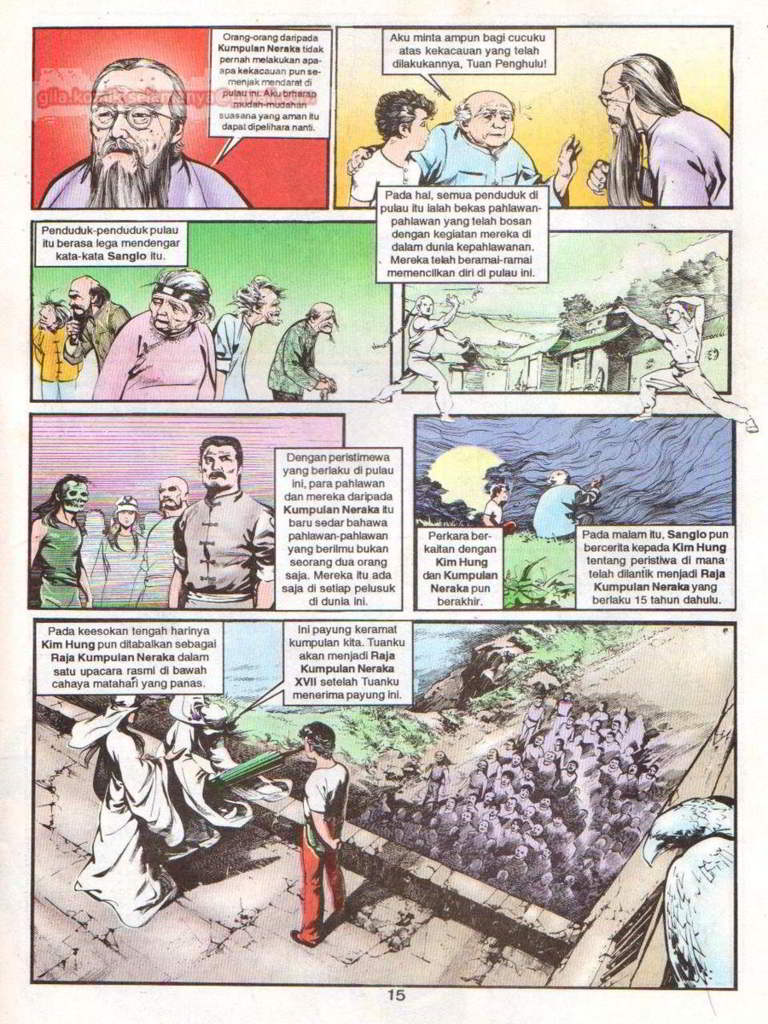 Orang-orang daripada
Kumpulan Neraka tidak
pernah melakukan apa-
apa kekacauan pun se-
menjak mendarat di
pulau ini. Aku berharap
mudah-mudahan
suasana yang aman itu
dapat dipelihara nanti.
Aku minta ampun bagi cucuku
atas kekacauan yang telah
dilakukannya, Tuan Penghulu!
Penduduk-penduduk pulau
itu berasa lega mendengar
kata-kata Sanglo itu.
Pada hal, semua penduduk di
pulau itu ialah bekas pahlawan-
pahlawan yang telah bosan
dengan kegiatan mereka di
dalam dunia kepahlawanan.
Mereka telah beramai-ramai
memencilkan diri di pulau ini.
Dengan peristimewa
yang berlaku di pulau
ini, para pahlawan
dan mereka daripada
Kumpulan Neraka itu
baru sedar bahawa
pahlawan-pahlawan
yang berilmu bukan
seorang dua orang
saja. Mereka itu ada
saja di setiap pelusuk
di dunia ini.
Perkara ber-
kaitan dengan
Kim Hung
dan Kumpulan
Neraka pun
berakhir.
Pada malam itu, Sanglo pun
bercerita kepada Kim Hung
tentang peristiwa di mana
telah dilantik menjadi Raja
Kumpulan Neraka yang
berlaku 15 tahun dahulu.
Pada keesokan tengah harinya
Kim Hung pun ditabalkan sebagai
Raja Kumpulan Neraka dalam
satu upacara rasmi di bawah
cahaya matahari yang panas.
Ini payung keramat
kumpulan kita. Tuanku
akan menjadi Raja
Kumpulan Neraka
XVII setelah Tuanku
menerima payung ini.
15